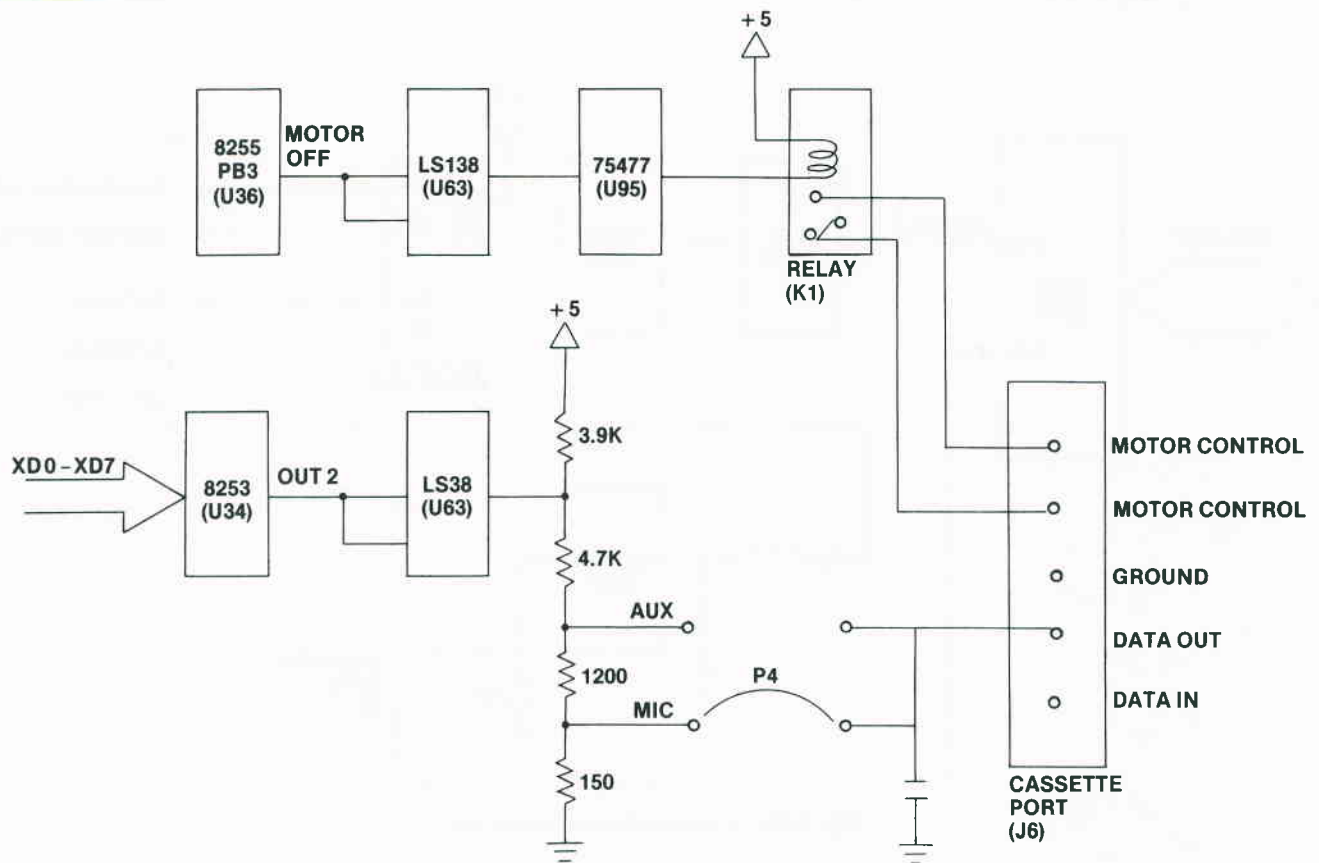 +5
8255
PB3
(U36)
MOTOR
OFF
LS138
(U63)
75477
(U95)
RELAY
(K1)
+5
3.9K
XD0-XD7
8253
(U34)
OUT 2
LS38
(U63)
4.7K
AUX
1200
MIC
P4
150
MOTOR CONTROL
MOTOR CONTROL
GROUND
DATA OUT
DATA IN
CASSETTE
PORT
(J6)